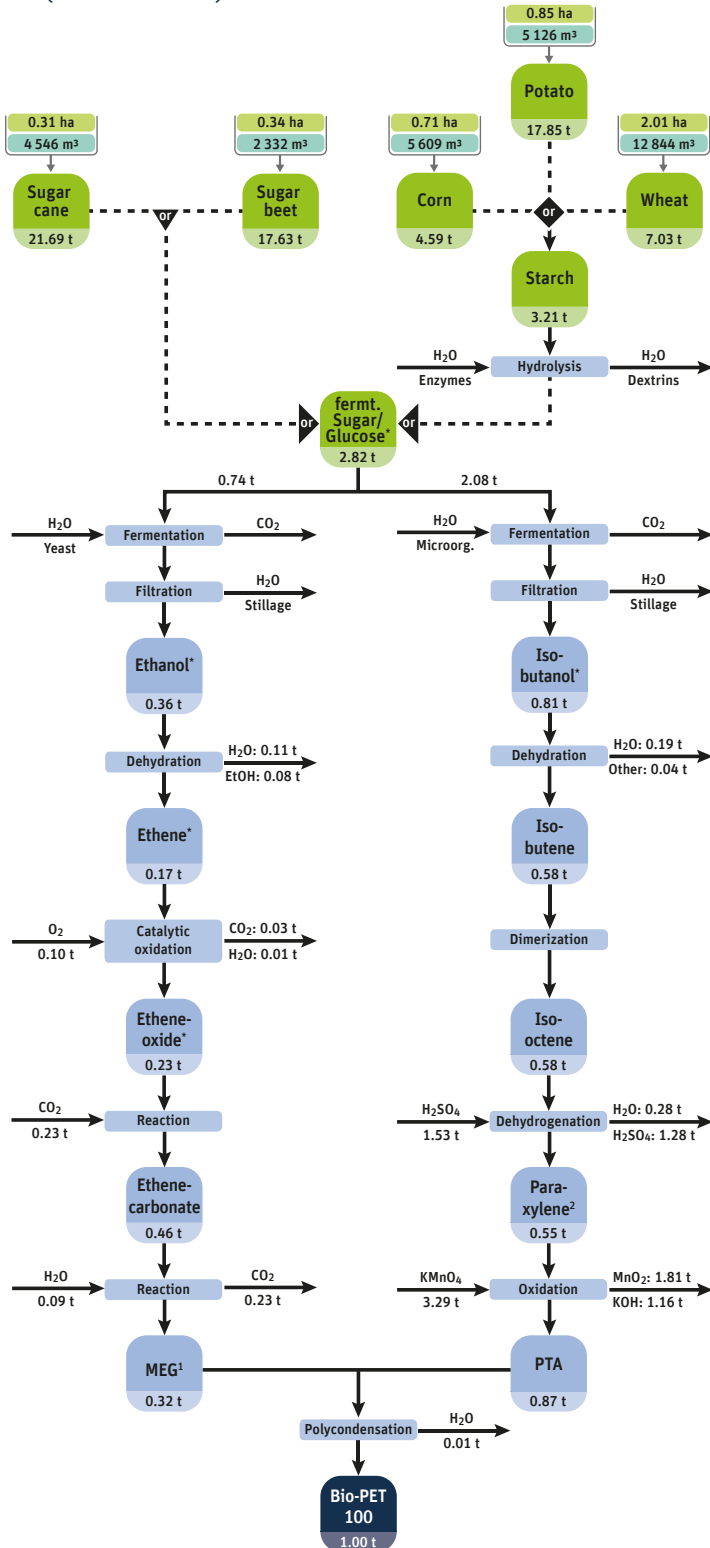 0.85 ha
5 126 m³
Potato
17.85 t
0.31 ha
4 546 m³
Sugar
cane
21.69 t
or
0.34 ha
2 332 m³
Sugar
beet
17.63 t
0.71 ha
5 609 m³
Corn
4.59 t
or
2.01 ha
12 844 m³
Wheat
7.03 t
Starch
3.21 t
H₂O
Enzymes
Hydrolysis
H₂O
Dextrins
or
fermt.
Sugar/
Glucose*
2.82 t
or
0.74 t
2.08 t
H₂O
Yeast
Fermentation
CO₂
H₂O
Microorg.
Fermentation
CO₂
Filtration
H₂O
Stillage
Filtration
H₂O
Stillage
Ethanol*
0.36 t
Iso-
butanol*
0.81 t
Dehydration
H₂O: 0.11 t
EtOH: 0.08 t
Dehydration
H₂O: 0.19 t
Other: 0.04 t
Ethene*
0.17 t
Iso-
butene
0.58 t
O₂
0.10 t
Catalytic
oxidation
CO₂: 0.03 t
H₂O: 0.01 t
Dimerization
Ethene-
oxide*
0.23 t
Iso-
octene
0.58 t
CO₂
0.23 t
Reaction
H₂SO₄
1.53 t
Dehydrogenation
H₂O: 0.28 t
H₂SO₄: 1.28 t
Ethene-
carbonate
0.46 t
Para-
xylene²
0.55 t
H₂O
0.09 t
Reaction
CO₂
0.23 t
KMnO₄
3.29 t
Oxidation
MnO₂: 1.81 t
KOH: 1.16 t
MEG¹
0.32 t
PTA
0.87 t
Polycondensation
H₂O
0.01 t
Bio-PET
100
1.00 t